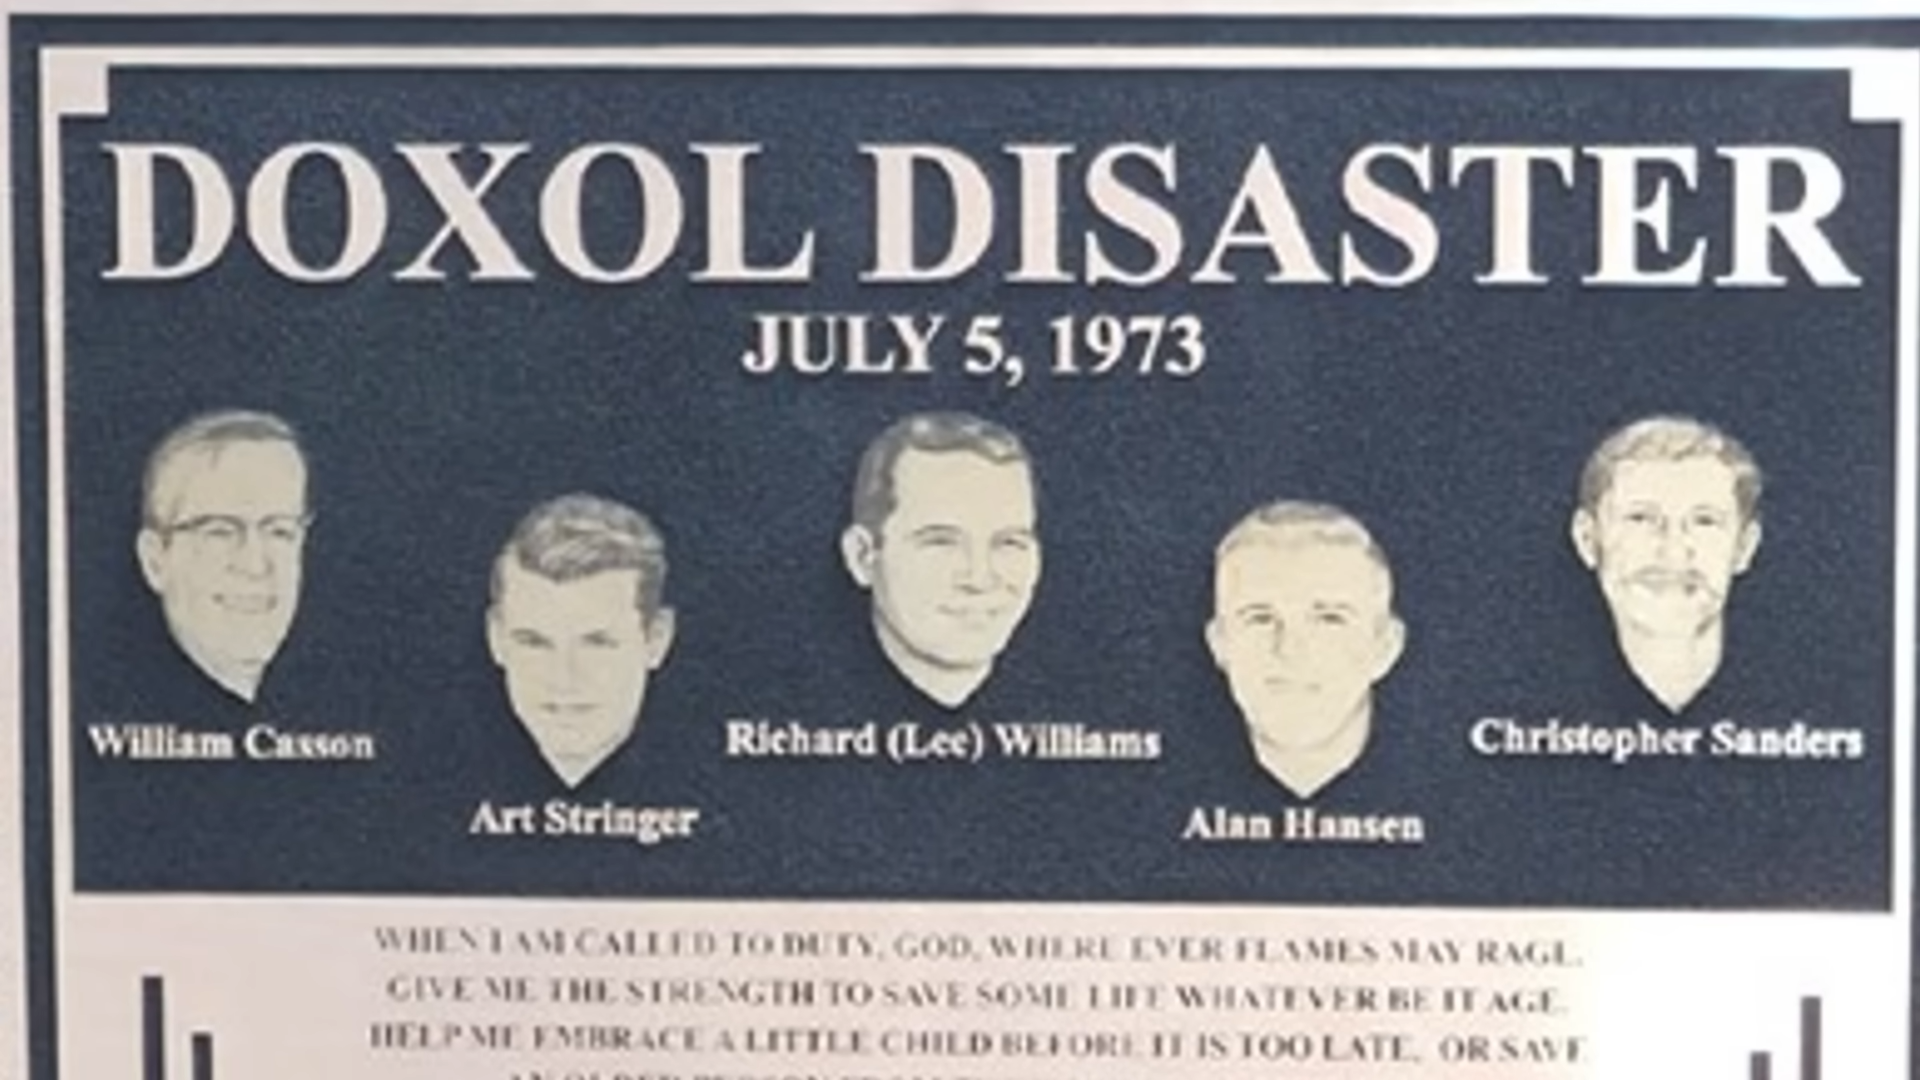 DOXOL DISASTER
JULY 5, 1973
William Casson
Art Stringer
Richard (Lee) Williams
Alan Hansen
Christopher Sanders
WHEN I AM CALLED TO DUTY, GOD, WHERE EVER FLAMES MAY RAGE.
GIVE ME THE STRENGTH TO SAVE SOME LIFE WHATEVER BE IT AGE.
HELP ME EMBRACE A LITTLE CHILD BEFORE IT IS TOO LATE, OR SAVE